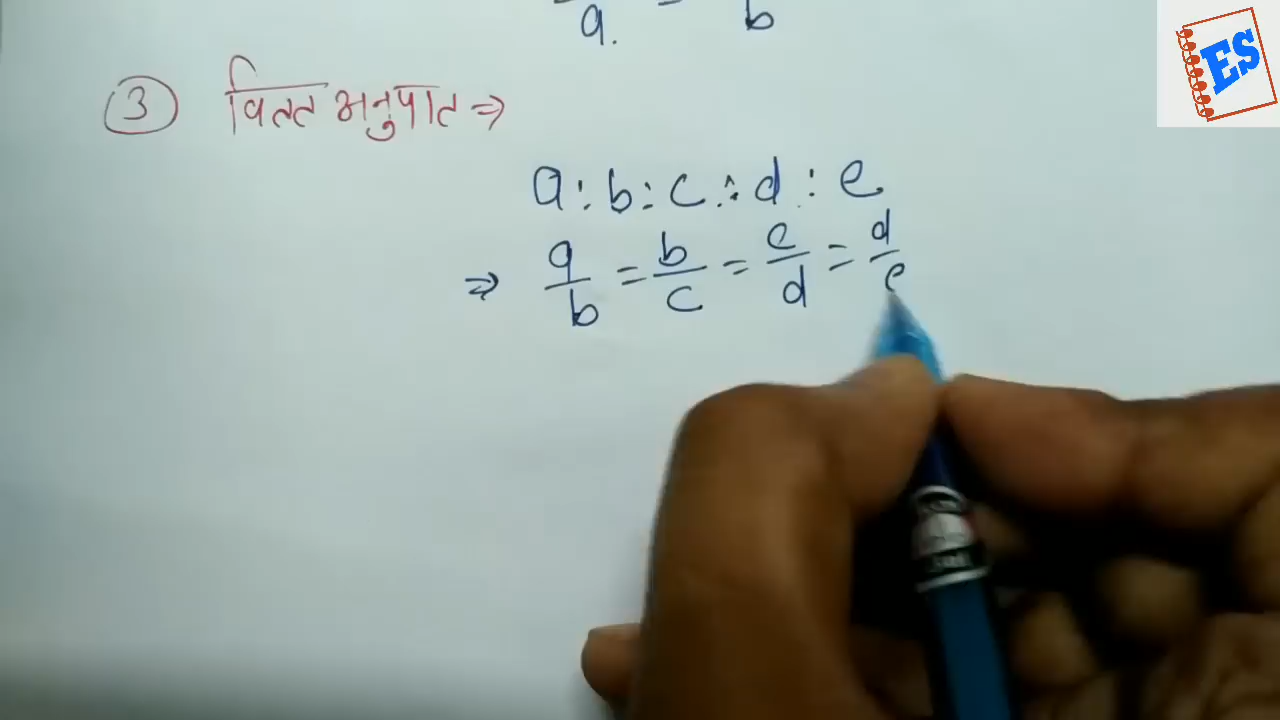 a. = b
ES
③ वितत अनुपात ⇒
a : b : c : d : e
⇒ a/b = b/c = c/d = d/e